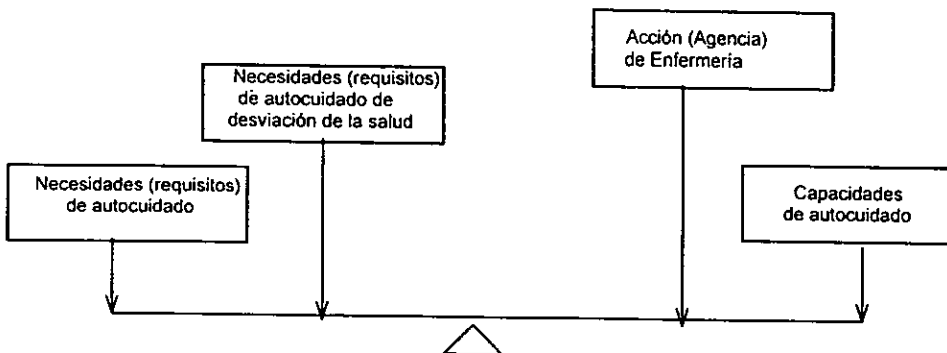 Acción (Agencia)
de Enfermería
Necesidades (requisitos)
de autocuidado de
desviación de la salud
Necesidades (requisitos)
de autocuidado
Capacidades
de autocuidado